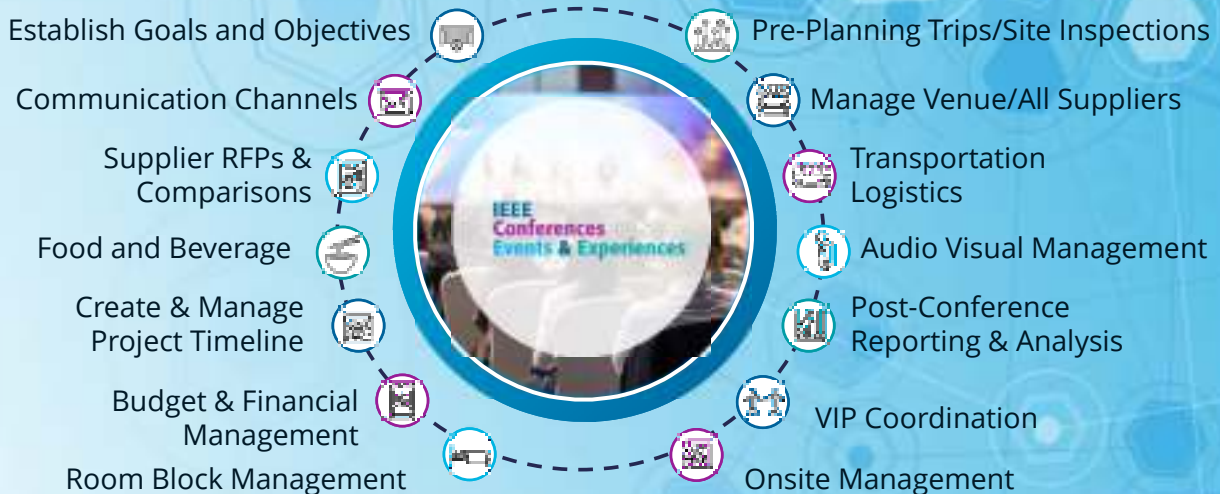 Establish Goals and Objectives
Communication Channels
Supplier RFPs &
Comparisons
Food and Beverage
Create & Manage
Project Timeline
Budget & Financial
Management
Room Block Management
IEEE
Conferences
Events & Experiences
Pre-Planning Trips/Site Inspections
Manage Venue/All Suppliers
Transportation
Logistics
Audio Visual Management
Post-Conference
Reporting & Analysis
VIP Coordination
Onsite Management